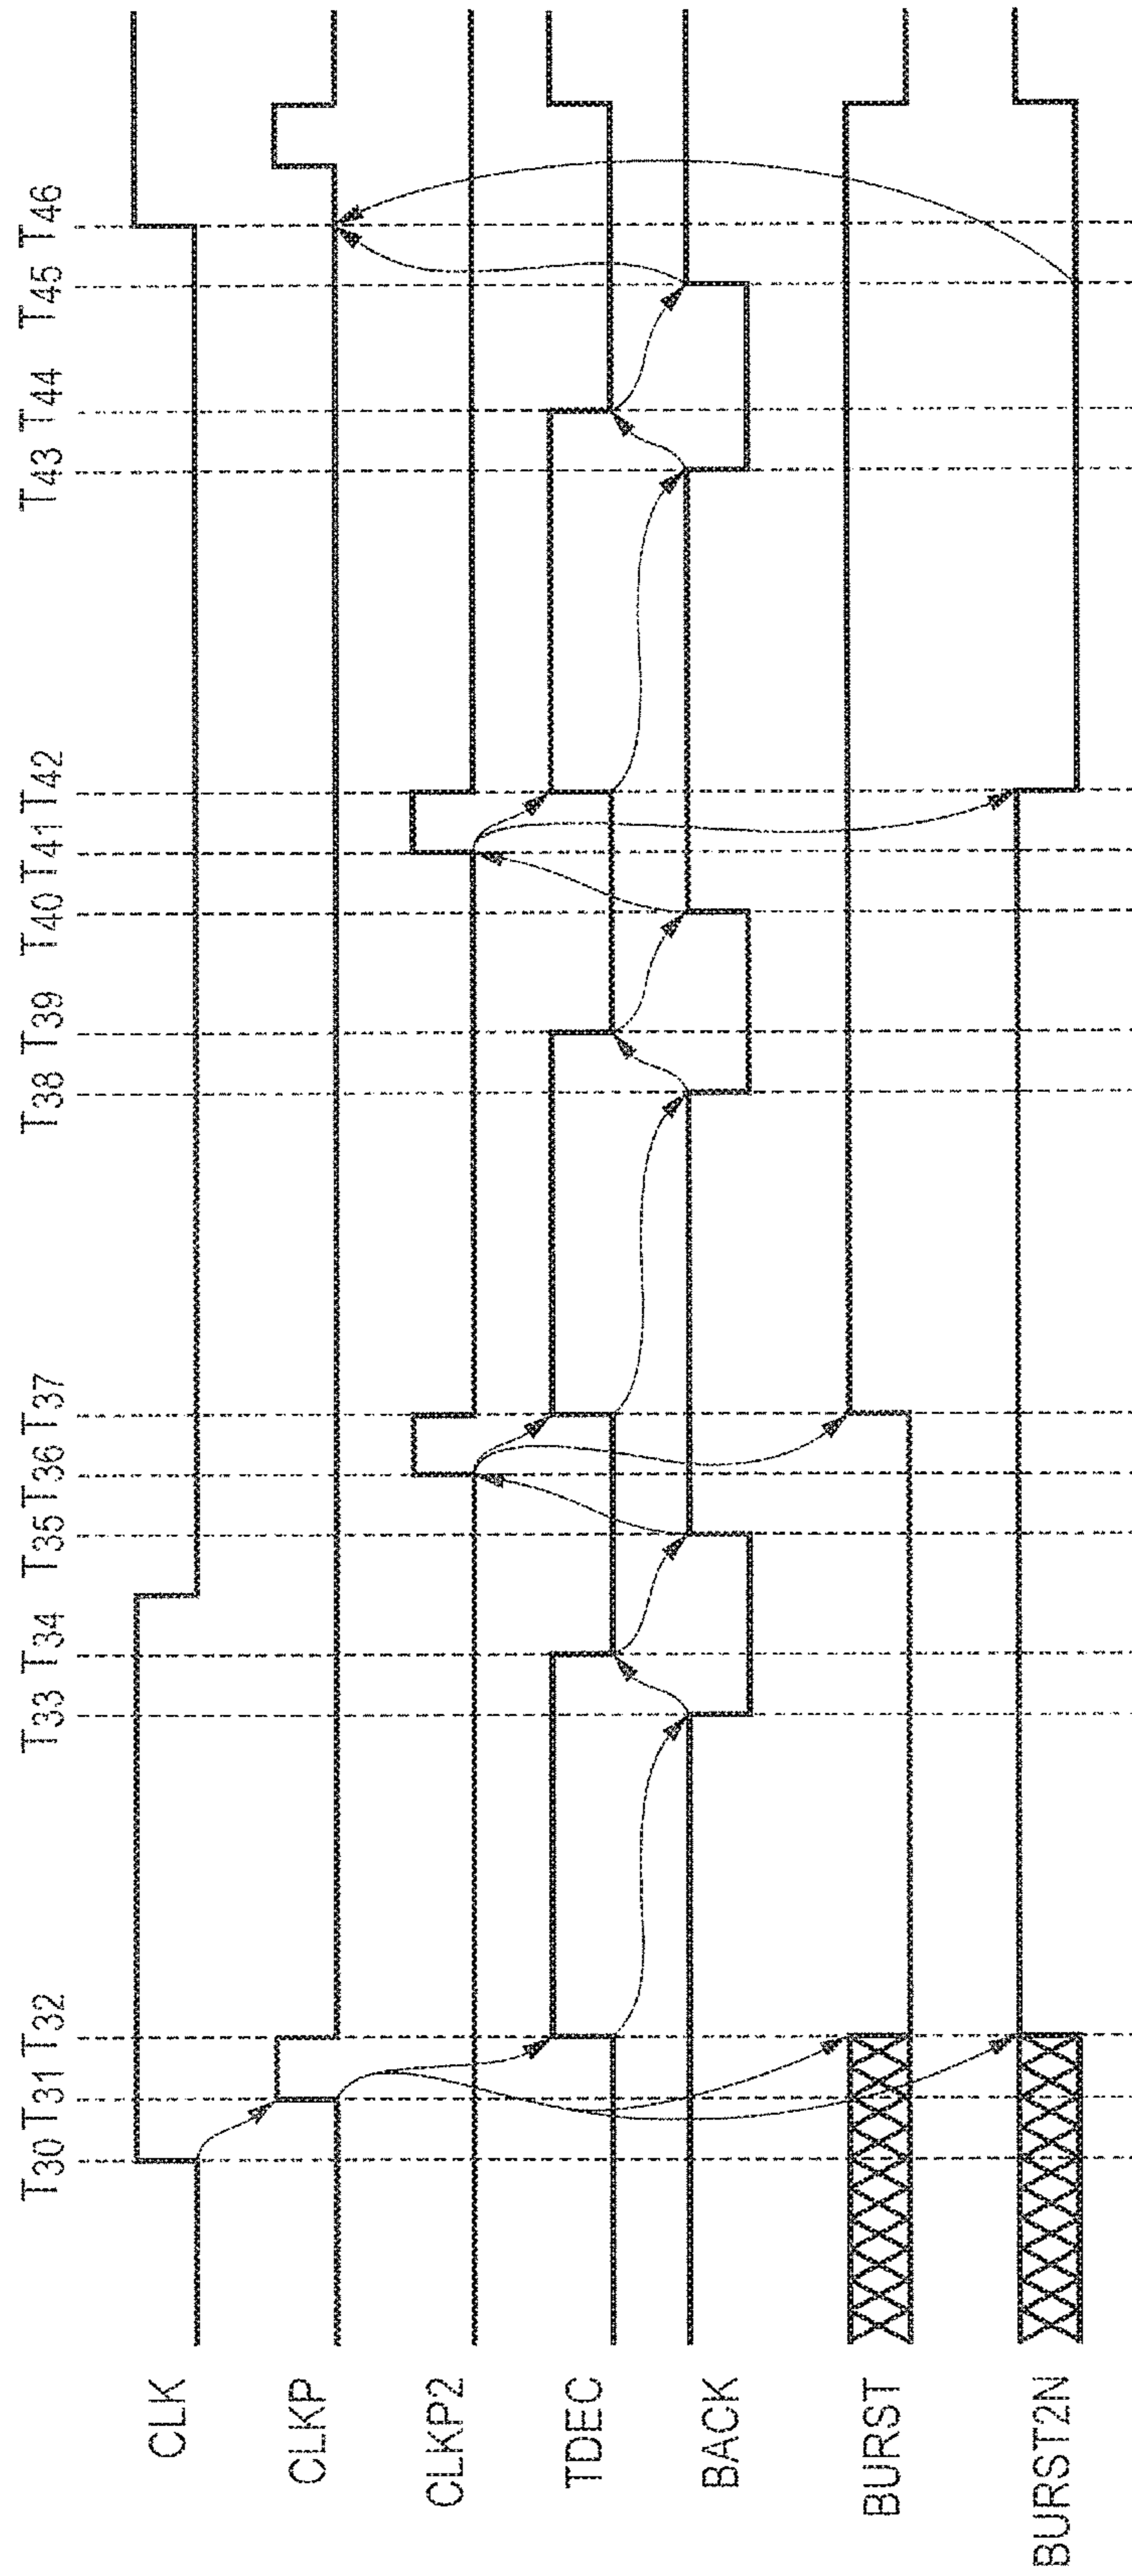 T30 T31 T32 T33 T34 T35 T36 T37 T38 T39 T40 T41 T42 T43 T44 T45 T46
CLK
CLKP
CLKP2
TDEC
BACK
BURST
BURST2N